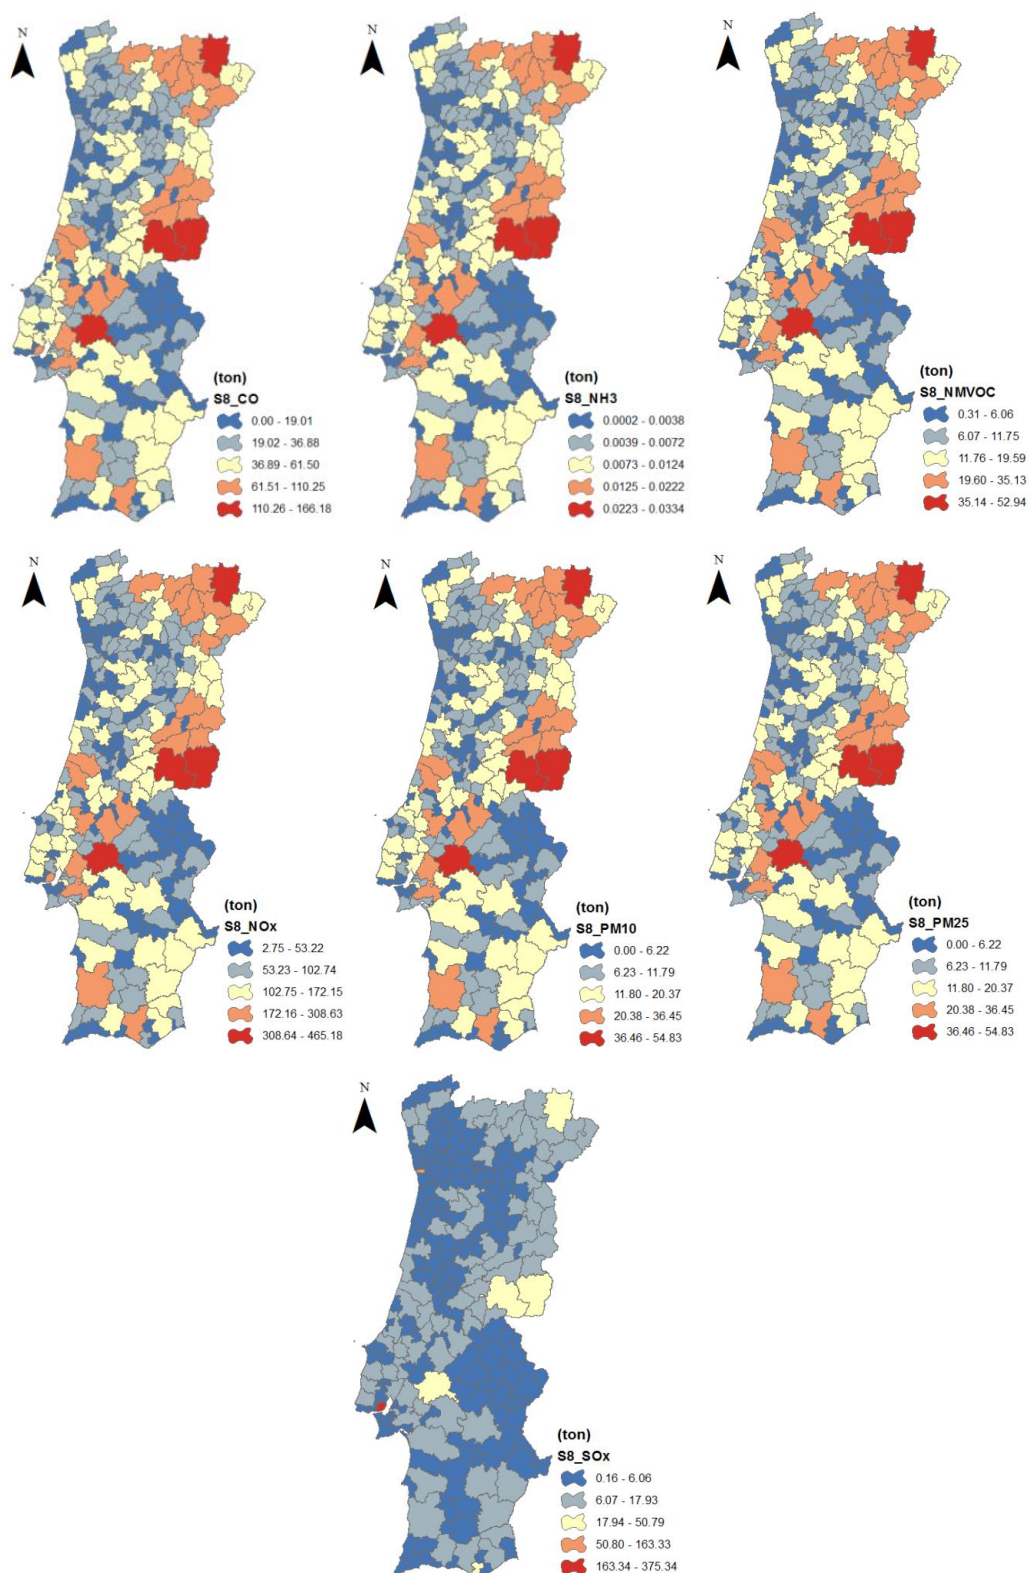 N
N
N
(ton)
S8_CO
0.00 - 19.01
19.02 - 36.88
36.89 - 61.50
61.51 - 110.25
110.26 - 166.18
(ton)
S8_NH3
0.0002 - 0.0038
0.0039 - 0.0072
0.0073 - 0.0124
0.0125 - 0.0222
0.0223 - 0.0334
(ton)
S8_NMVOC
0.31 - 6.06
6.07 - 11.75
11.76 - 19.59
19.60 - 35.13
35.14 - 52.94
N
N
N
(ton)
S8_NOx
2.75 - 53.22
53.23 - 102.74
102.75 - 172.15
172.16 - 308.63
308.64 - 465.18
(ton)
S8_PM10
0.00 - 6.22
6.23 - 11.79
11.80 - 20.37
20.38 - 36.45
36.46 - 54.83
(ton)
S8_PM25
0.00 - 6.22
6.23 - 11.79
11.80 - 20.37
20.38 - 36.45
36.46 - 54.83
N
(ton)
S8_SOx
0.16 - 6.06
6.07 - 17.93
17.94 - 50.79
50.80 - 163.33
163.34 - 375.34